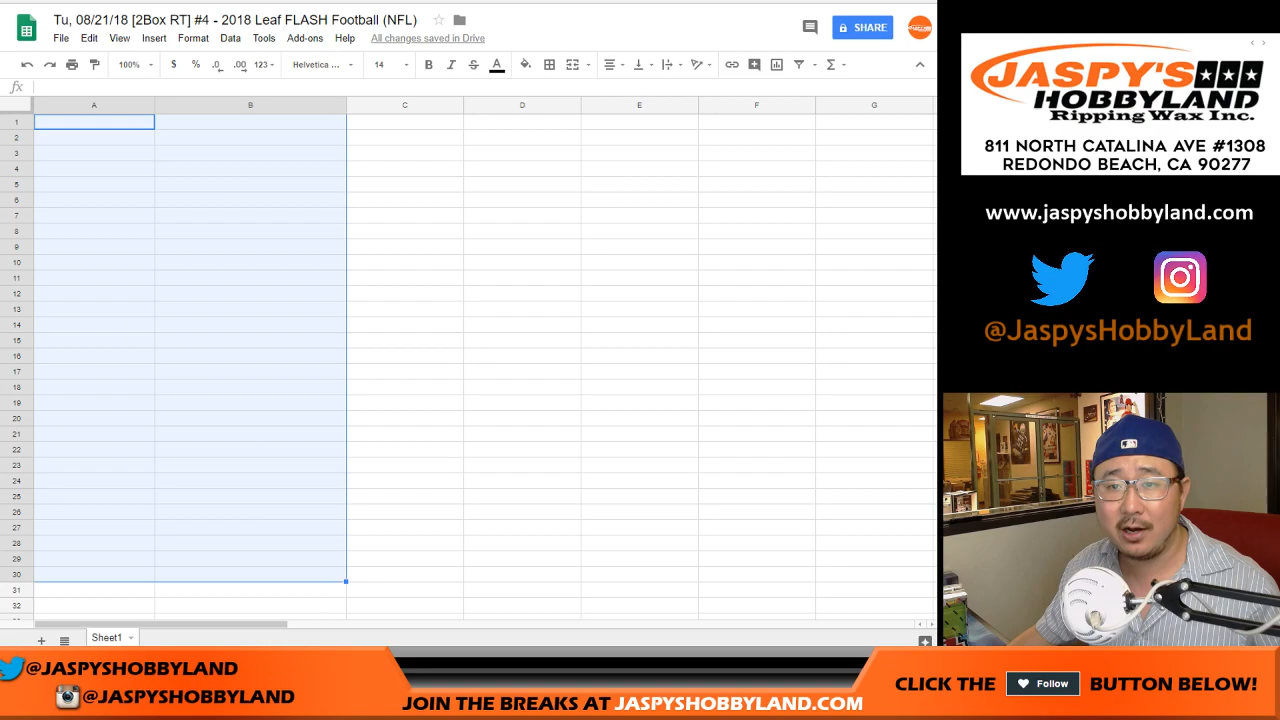 Tu, 08/21/18 [2Box RT] #4 - 2018 Leaf FLASH Football (NFL)
File Edit View Insert Format Data Tools Add-ons Help All changes saved in Drive
SHARE
100% $ % .0 .00 123 Helvetica ... 14 B I S A Σ
fx
A B C D E F G
1
2
3
4
5
6
7
8
9
10
11
12
13
14
15
16
17
18
19
20
21
22
23
24
25
26
27
28
29
30
31
32
+ Sheet1
JASPY'S
HOBBYLAND
Ripping Wax Inc.
811 NORTH CATALINA AVE #1308
REDONDO BEACH, CA 90277
www.jaspyshobbyland.com
@JaspysHobbyLand
@JASPYSHOBBYLAND
@JASPYSHOBBYLAND
JOIN THE BREAKS AT JASPYSHOBBYLAND.COM
CLICK THE Follow BUTTON BELOW!